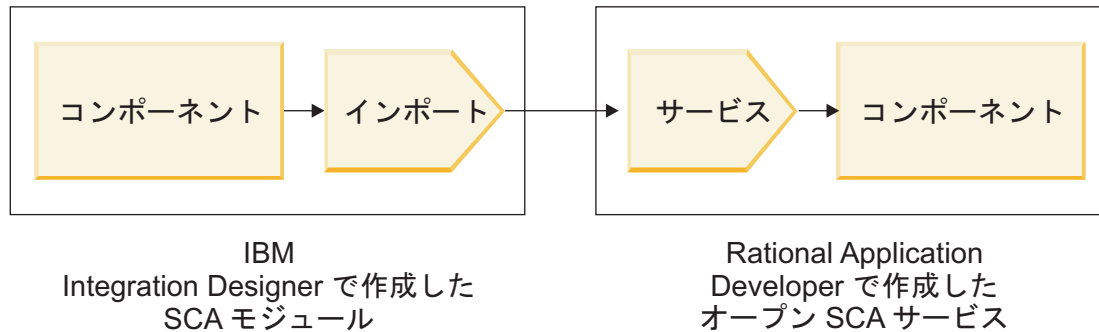 コンポーネント
インポート
サービス
コンポーネント
IBM
Integration Designer で作成した
SCA モジュール
Rational Application
Developer で作成した
オープン SCA サービス